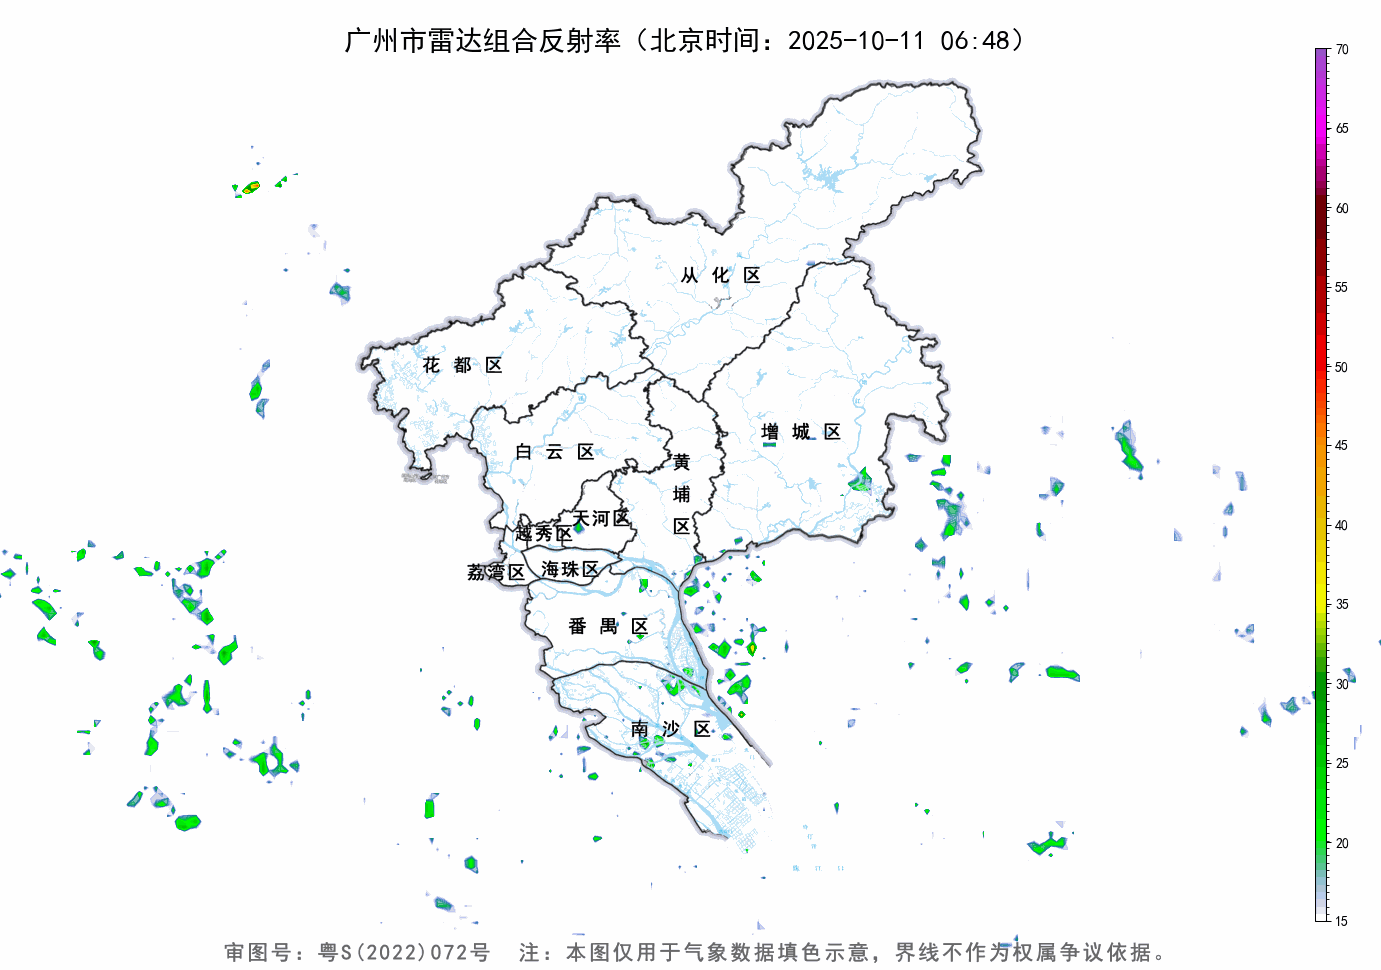 广州市雷达组合反射率（北京时间：2025-10-11 06:48）
70
65
60
55
50
45
40
35
30
25
20
15
从化区
花都区
增城区
白云区
黄埔区
天河区
越秀区
海珠区
荔湾区
番禺区
南沙区
审图号：粤S(2022)072号 注：本图仅用于气象数据填色示意，界线不作为权属争议依据。